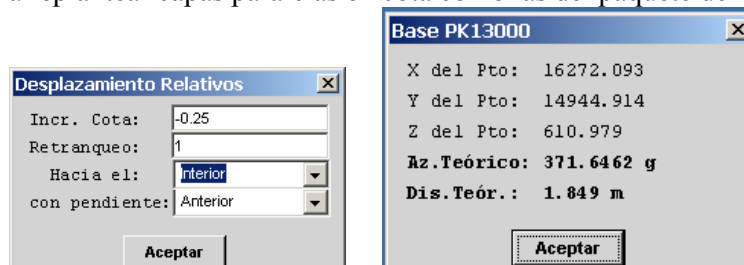 Base PK13000
X del Pto: 16272.093
Y del Pto: 14944.914
Z del Pto: 610.979
Az.Teórico: 371.6462 g
Dis.Teór.: 1.849 m
Aceptar
Desplazamiento Relativos
Incr. Cota: -0.25
Retranqueo: 1
Hacia el: Interior
con pendiente: Anterior
Aceptar